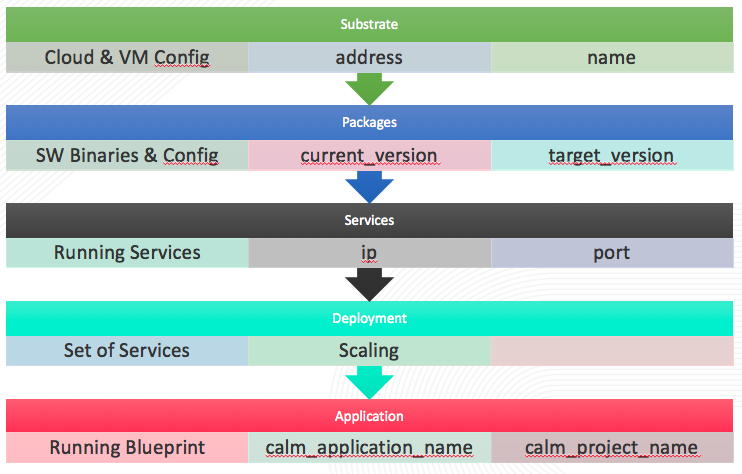 Substrate
Cloud & VM Config address name
Packages
SW Binaries & Config current_version target_version
Services
Running Services ip port
Deployment
Set of Services Scaling
Application
Running Blueprint calm_application_name calm_project_name